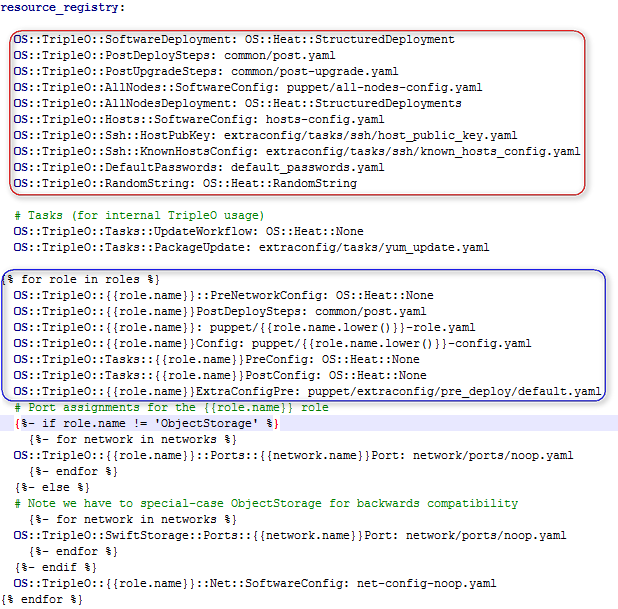 resource_registry:
OS::TripleO::SoftwareDeployment: OS::Heat::StructuredDeployment
OS::TripleO::PostDeploySteps: common/post.yaml
OS::TripleO::PostUpgradeSteps: common/post-upgrade.yaml
OS::TripleO::AllNodes::SoftwareConfig: puppet/all-nodes-config.yaml
OS::TripleO::AllNodesDeployment: OS::Heat::StructuredDeployments
OS::TripleO::Hosts::SoftwareConfig: hosts-config.yaml
OS::TripleO::Ssh::HostPubKey: extraconfig/tasks/ssh/host_public_key.yaml
OS::TripleO::Ssh::KnownHostsConfig: extraconfig/tasks/ssh/known_hosts_config.yaml
OS::TripleO::DefaultPasswords: default_passwords.yaml
OS::TripleO::RandomString: OS::Heat::RandomString
# Tasks (for internal TripleO usage)
OS::TripleO::Tasks::UpdateWorkflow: OS::Heat::None
OS::TripleO::Tasks::PackageUpdate: extraconfig/tasks/yum_update.yaml
{% for role in roles %}
OS::TripleO::{{role.name}}::PreNetworkConfig: OS::Heat::None
OS::TripleO::{{role.name}}PostDeploySteps: common/post.yaml
OS::TripleO::{{role.name}}: puppet/{{role.name.lower()}}-role.yaml
OS::TripleO::{{role.name}}Config: puppet/{{role.name.lower()}}-config.yaml
OS::TripleO::Tasks::{{role.name}}PreConfig: OS::Heat::None
OS::TripleO::Tasks::{{role.name}}PostConfig: OS::Heat::None
OS::TripleO::{{role.name}}ExtraConfigPre: puppet/extraconfig/pre_deploy/default.yaml
# Port assignments for the {{role.name}} role
{%- if role.name != 'ObjectStorage' %}
{%- for network in networks %}
OS::TripleO::{{role.name}}::Ports::{{network.name}}Port: network/ports/noop.yaml
{%- endfor %}
{%- else %}
# Note we have to special-case ObjectStorage for backwards compatibility
{%- for network in networks %}
OS::TripleO::SwiftStorage::Ports::{{network.name}}Port: network/ports/noop.yaml
{%- endfor %}
{%- endif %}
OS::TripleO::{{role.name}}::Net::SoftwareConfig: net-config-noop.yaml
{% endfor %}